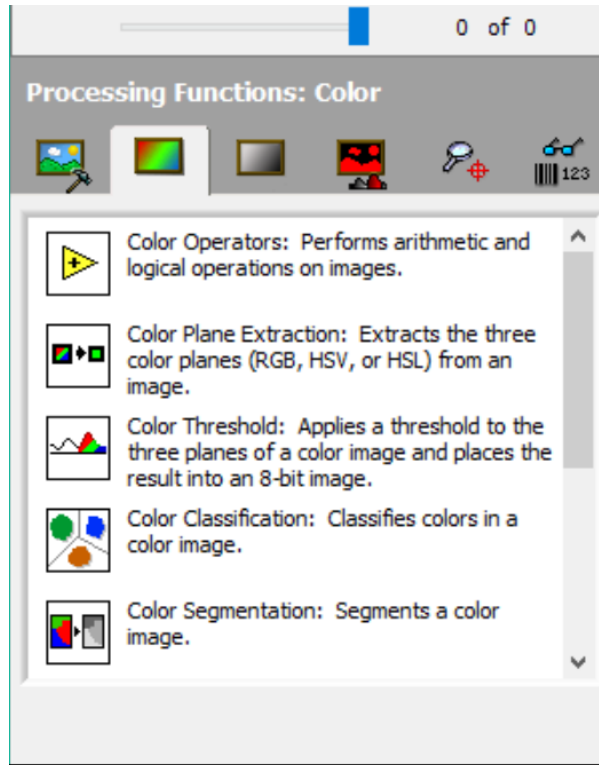 0 of 0
Processing Functions: Color
123
Color Operators: Performs arithmetic and
logical operations on images.
Color Plane Extraction: Extracts the three
color planes (RGB, HSV, or HSL) from an
image.
Color Threshold: Applies a threshold to the
three planes of a color image and places the
result into an 8-bit image.
Color Classification: Classifies colors in a
color image.
Color Segmentation: Segments a color
image.